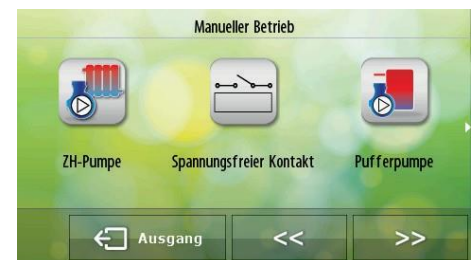 Manueller Betrieb
ZH-Pumpe Spannungsfreier Kontakt Pufferpumpe
Ausgang << >>